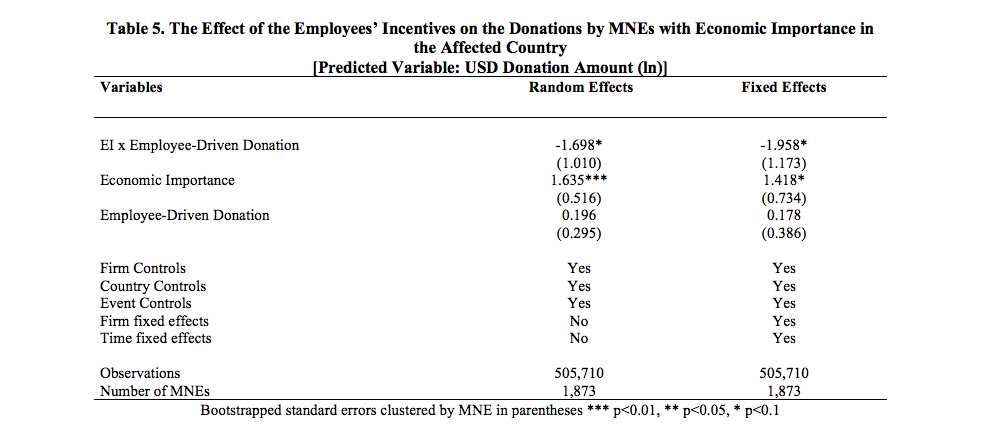 Table 5. The Effect of the Employees' Incentives on the Donations by MNEs with Economic Importance in
the Affected Country
[Predicted Variable: USD Donation Amount (ln)]
Variables Random Effects Fixed Effects
EI x Employee-Driven Donation -1.698* -1.958*
(1.010) (1.173)
Economic Importance 1.635*** 1.418*
(0.516) (0.734)
Employee-Driven Donation 0.196 0.178
(0.295) (0.386)
Firm Controls Yes Yes
Country Controls Yes Yes
Event Controls Yes Yes
Firm fixed effects No Yes
Time fixed effects No Yes
Observations 505,710 505,710
Number of MNEs 1,873 1,873
Bootstrapped standard errors clustered by MNE in parentheses *** p<0.01, ** p<0.05, * p<0.1